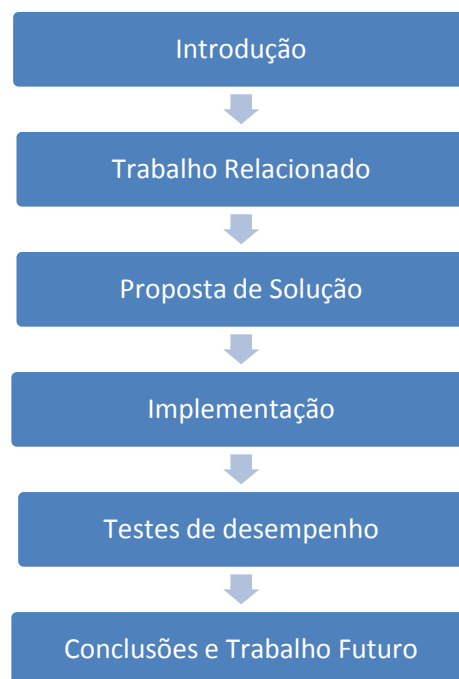 Introdução
Trabalho Relacionado
Proposta de Solução
Implementação
Testes de desempenho
Conclusões e Trabalho Futuro